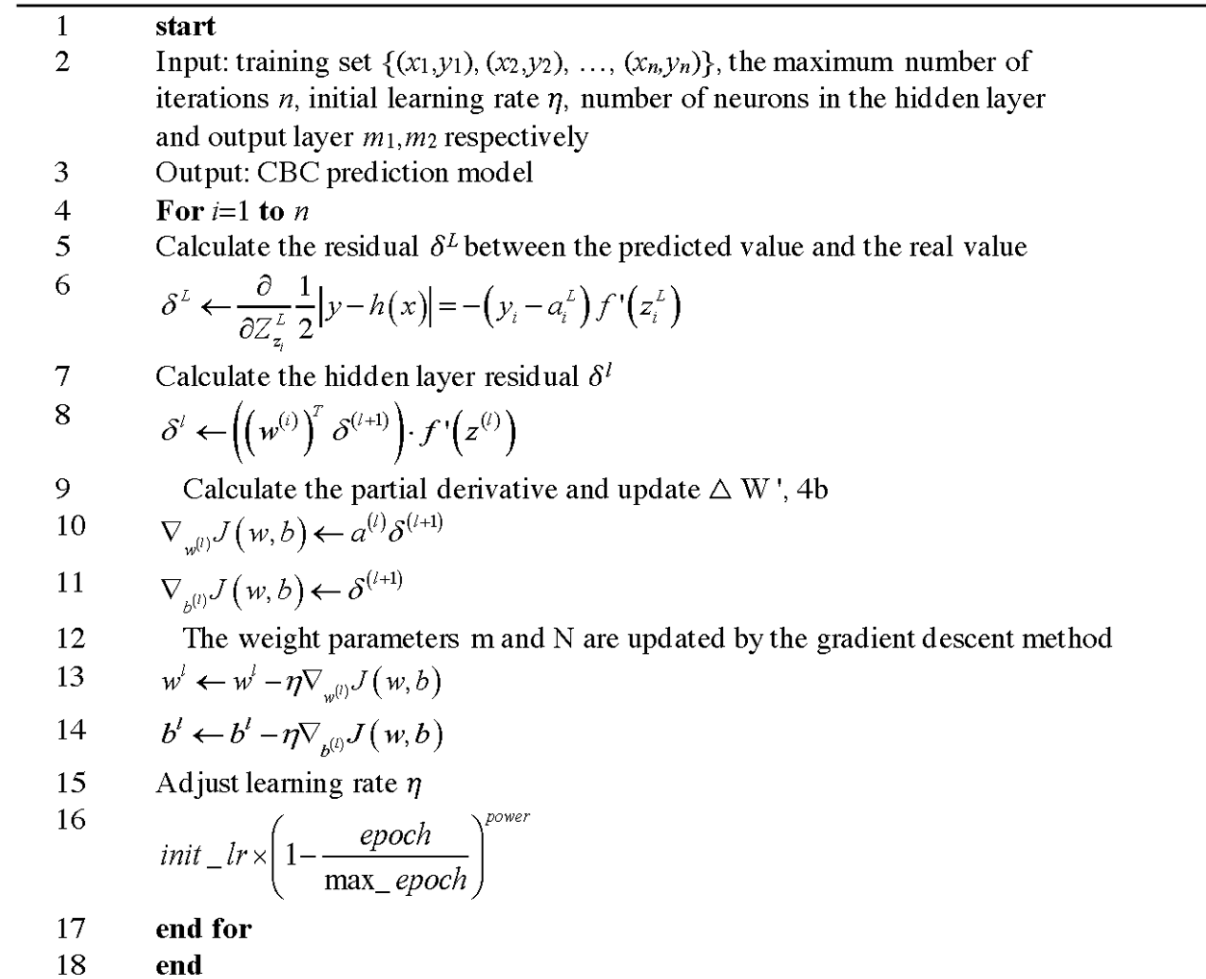 1 start
2 Input: training set {(x₁,y₁), (x₂,y₂), …, (xₙ,yₙ)}, the maximum number of
iterations n, initial learning rate η, number of neurons in the hidden layer
and output layer m₁,m₂ respectively
3 Output: CBC prediction model
4 For i=1 to n
5 Calculate the residual δ^L between the predicted value and the real value
6 δ^L ← ∂/∂Z_{z_i}^L 1/2 |y − h(x)| = −(y_i − a_i^L) f '(z_i^L)
7 Calculate the hidden layer residual δ^l
8 δ^l ← ((w^(i))^T δ^(l+1)) · f '(z^(l))
9 Calculate the partial derivative and update △ W ', 4b
10 ∇_{w^(l)} J(w,b) ← a^(l) δ^(l+1)
11 ∇_{b^(l)} J(w,b) ← δ^(l+1)
12 The weight parameters m and N are updated by the gradient descent method
13 w^l ← w^l − η∇_{w^(l)} J(w,b)
14 b^l ← b^l − η∇_{b^(l)} J(w,b)
15 Adjust learning rate η
16 init _ lr × (1 − epoch/max_ epoch)^power
17 end for
18 end